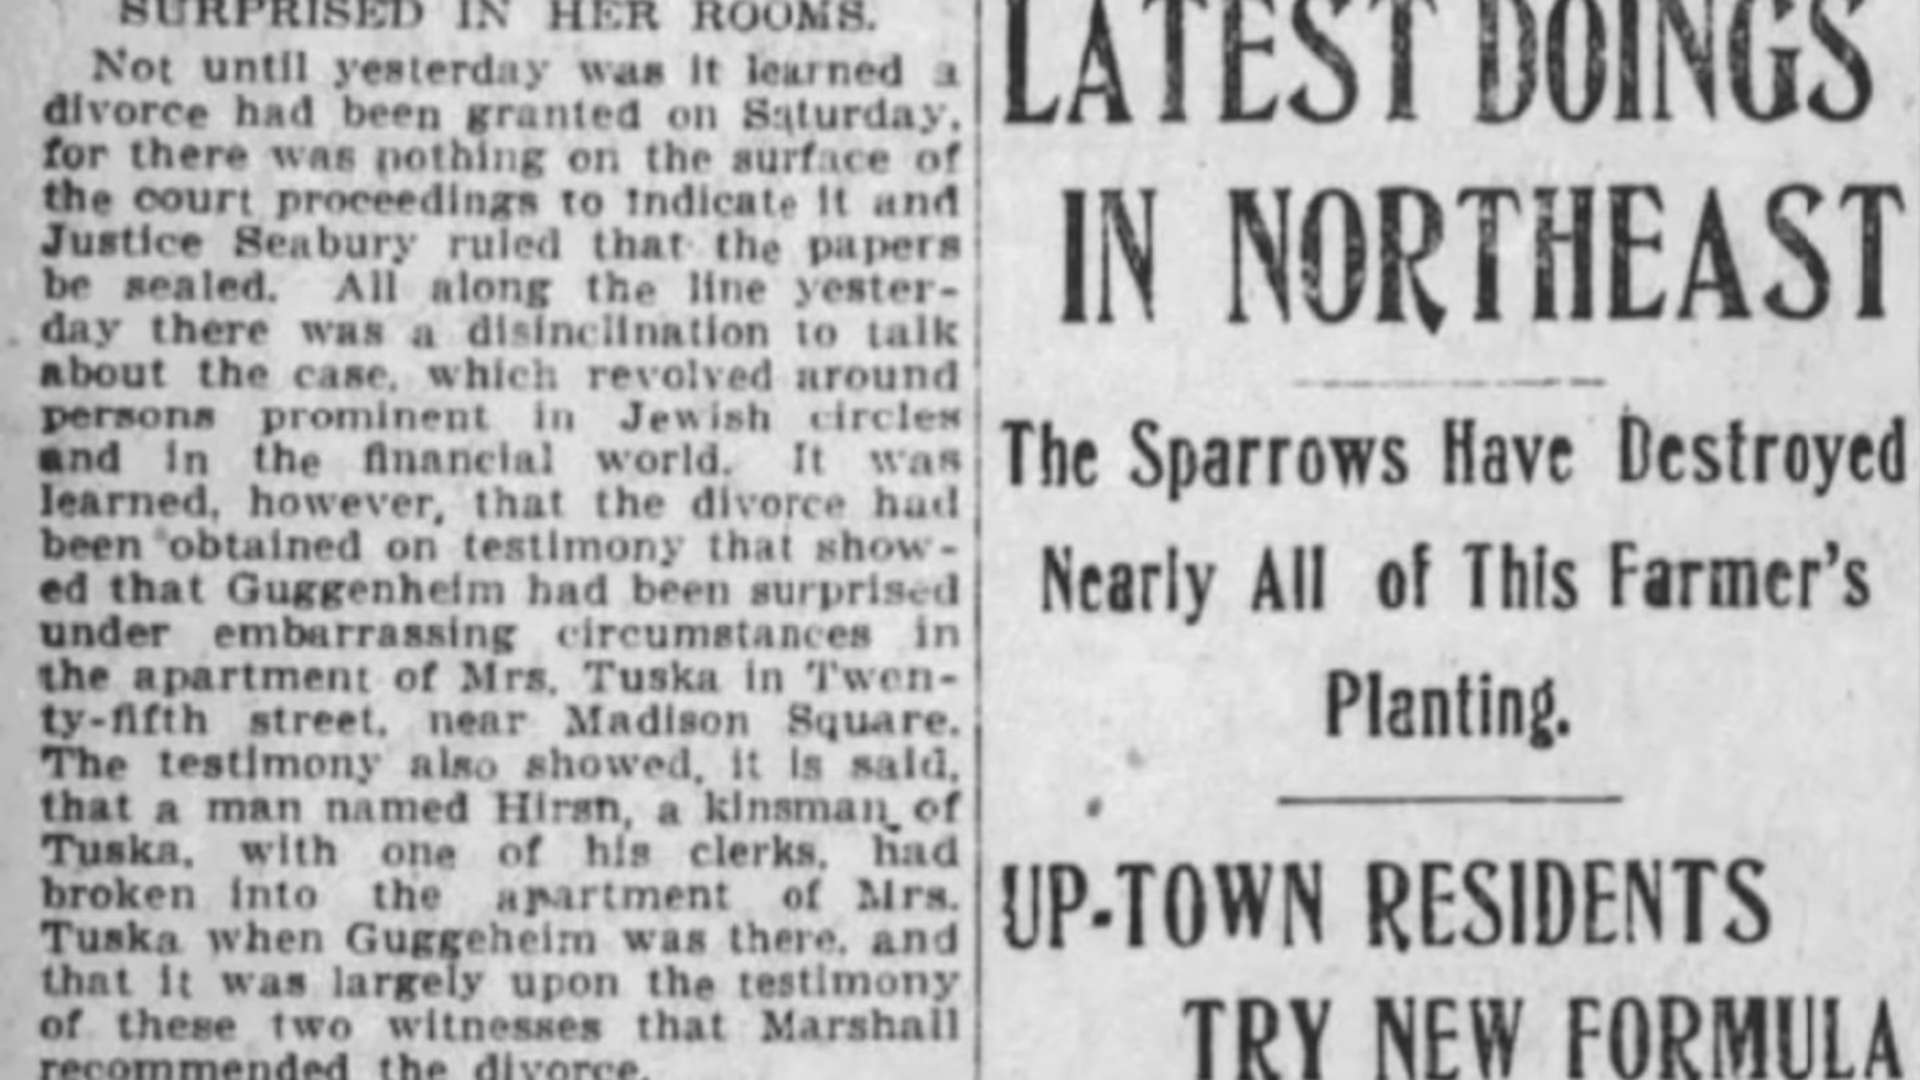 SURPRISED IN HER ROOMS.
Not until yesterday was it learned a
divorce had been granted on Saturday,
for there was nothing on the surface of
the court proceedings to indicate it and
Justice Seabury ruled that the papers
be sealed. All along the line yester-
day there was a disinclination to talk
about the case, which revolved around
persons prominent in Jewish circles
and in the financial world. It was
learned, however, that the divorce had
been obtained on testimony that show-
ed that Guggenheim had been surprised
under embarrassing circumstances in
the apartment of Mrs. Tuska in Twen-
ty-fifth street, near Madison Square.
The testimony also showed, it is said,
that a man named Hirsh, a kinsman of
Tuska, with one of his clerks, had
broken into the apartment of Mrs.
Tuska when Guggeheim was there, and
that it was largely upon the testimony
of these two witnesses that Marshall
recommended the divorce.
LATEST DOINGS
IN NORTHEAST
The Sparrows Have Destroyed
Nearly All of This Farmer's
Planting.
UP-TOWN RESIDENTS
TRY NEW FORMULA